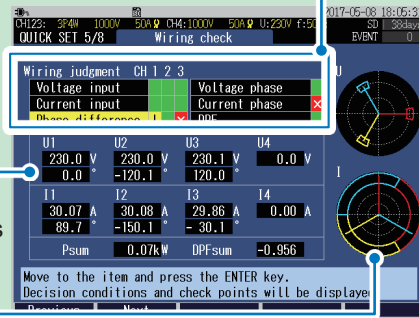 2017-05-08 18:05:3
CH123: 3P4W 1000V 50A CH4:1000V 50A U:230V f:50 SD 38day
QUICK SET 5/8 Wiring check EVENT 0
Wiring judgment CH 1 2 3
Voltage input Voltage phase
Current input Current phase ×
Phase difference ! × DPF
U
U1 U2 U3 U4
230.0 V 230.0 V 230.1 V 0.0 V
0.0 ° -120.1 ° 120.0 °
I
I1 I2 I3 I4
30.07 A 30.08 A 29.86 A 0.00 A
89.7 ° -150.1 ° - 30.1 °
s
Psum 0.07kW DPFsum -0.956
Move to the item and press the ENTER key.
Decision conditions and check points will be displaye
Previous Next